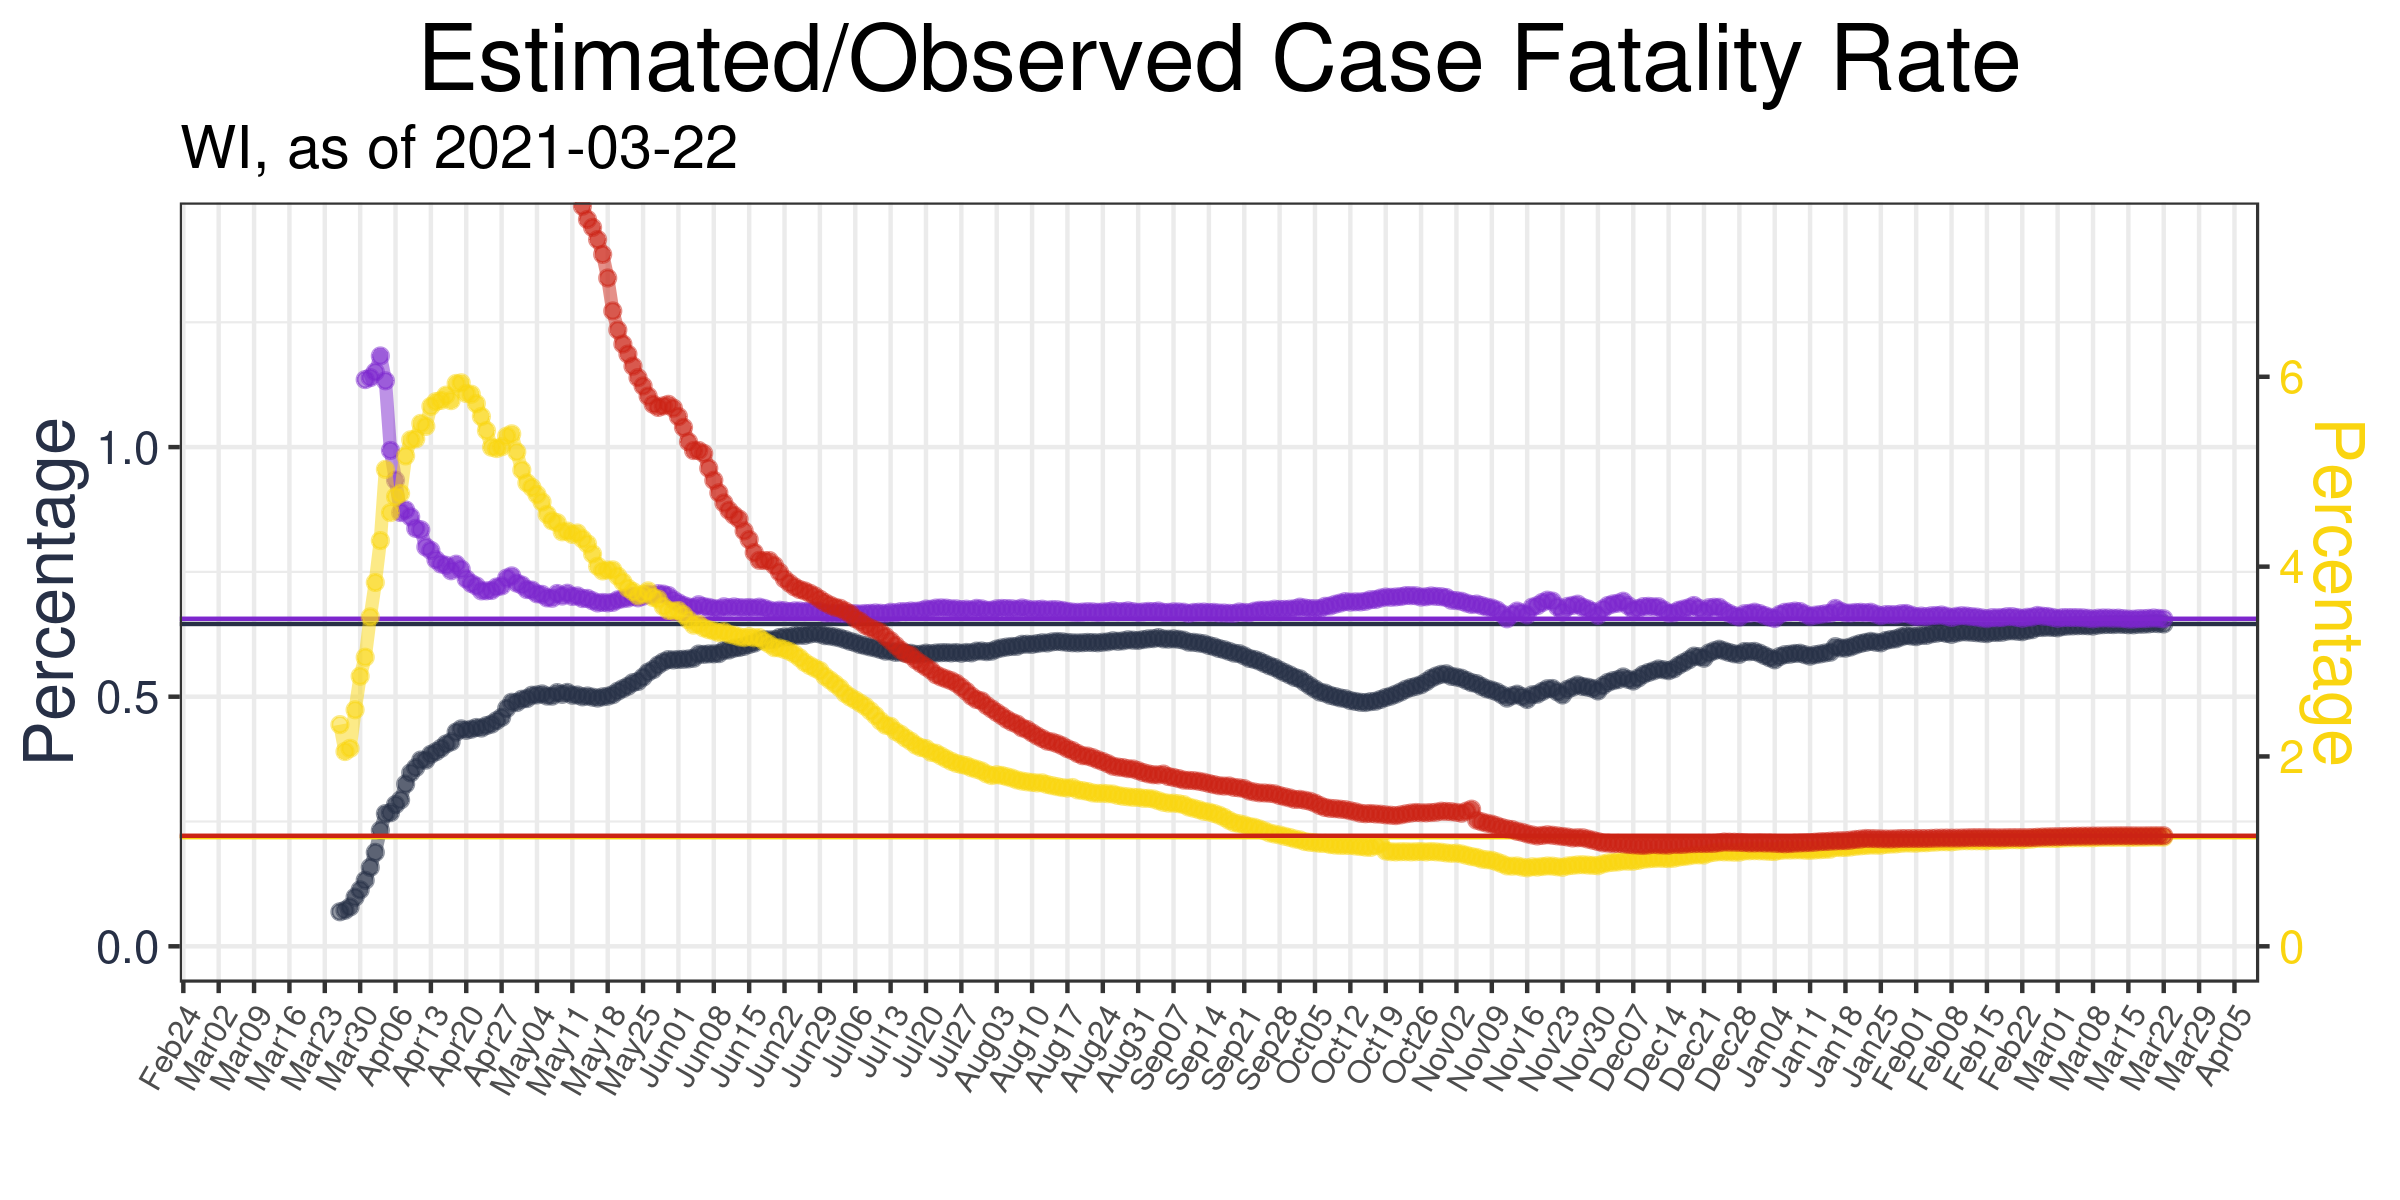 Estimated/Observed Case Fatality Rate
WI, as of 2021-03-22
Percentage
1.0
0.5
0.0
6
4
2
0
Percentage
Feb24
Mar02
Mar09
Mar16
Mar23
Mar30
Apr06
Apr13
Apr20
Apr27
May04
May11
May18
May25
Jun01
Jun08
Jun15
Jun22
Jun29
Jul06
Jul13
Jul20
Jul27
Aug03
Aug10
Aug17
Aug24
Aug31
Sep07
Sep14
Sep21
Sep28
Oct05
Oct12
Oct19
Oct26
Nov02
Nov09
Nov16
Nov23
Nov30
Dec07
Dec14
Dec21
Dec28
Jan04
Jan11
Jan18
Jan25
Feb01
Feb08
Feb15
Feb22
Mar01
Mar08
Mar15
Mar22
Mar29
Apr05